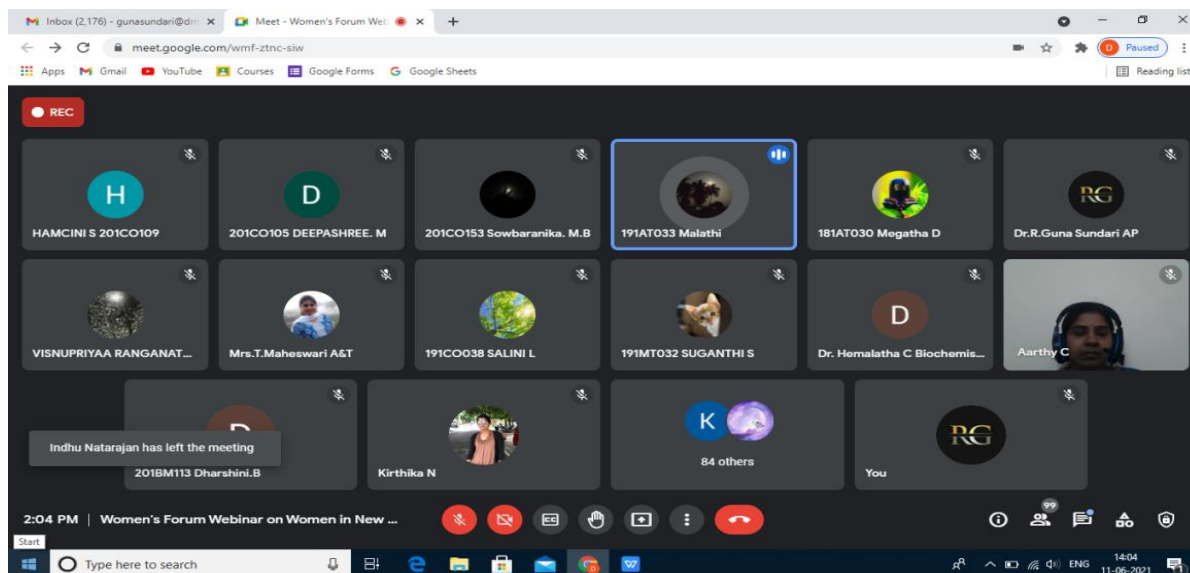 Inbox (2,176) - gunasundari@dm
Meet - Women's Forum Web
meet.google.com/wmf-ztnc-siw
D Paused
Apps Gmail YouTube Courses Google Forms G Google Sheets Reading list
REC
H D RG
HAMCINI S 201CO109 201CO105 DEEPASHREE. M 201CO153 Sowbaranika. M.B 191AT033 Malathi 181AT030 Megatha D Dr.R.Guna Sundari AP
D
VISNUPRIYAA RANGANAT... Mrs.T.Maheswari A&T 191CO038 SALINI L 191MT032 SUGANTHI S Dr. Hemalatha C Biochemis... Aarthy C
D K RG
Indhu Natarajan has left the meeting
84 others
201BM113 Dharshini.B Kirthika N You
99
2:04 PM | Women's Forum Webinar on Women in New ...
Start
Type here to search ENG 14:04
11-06-2021